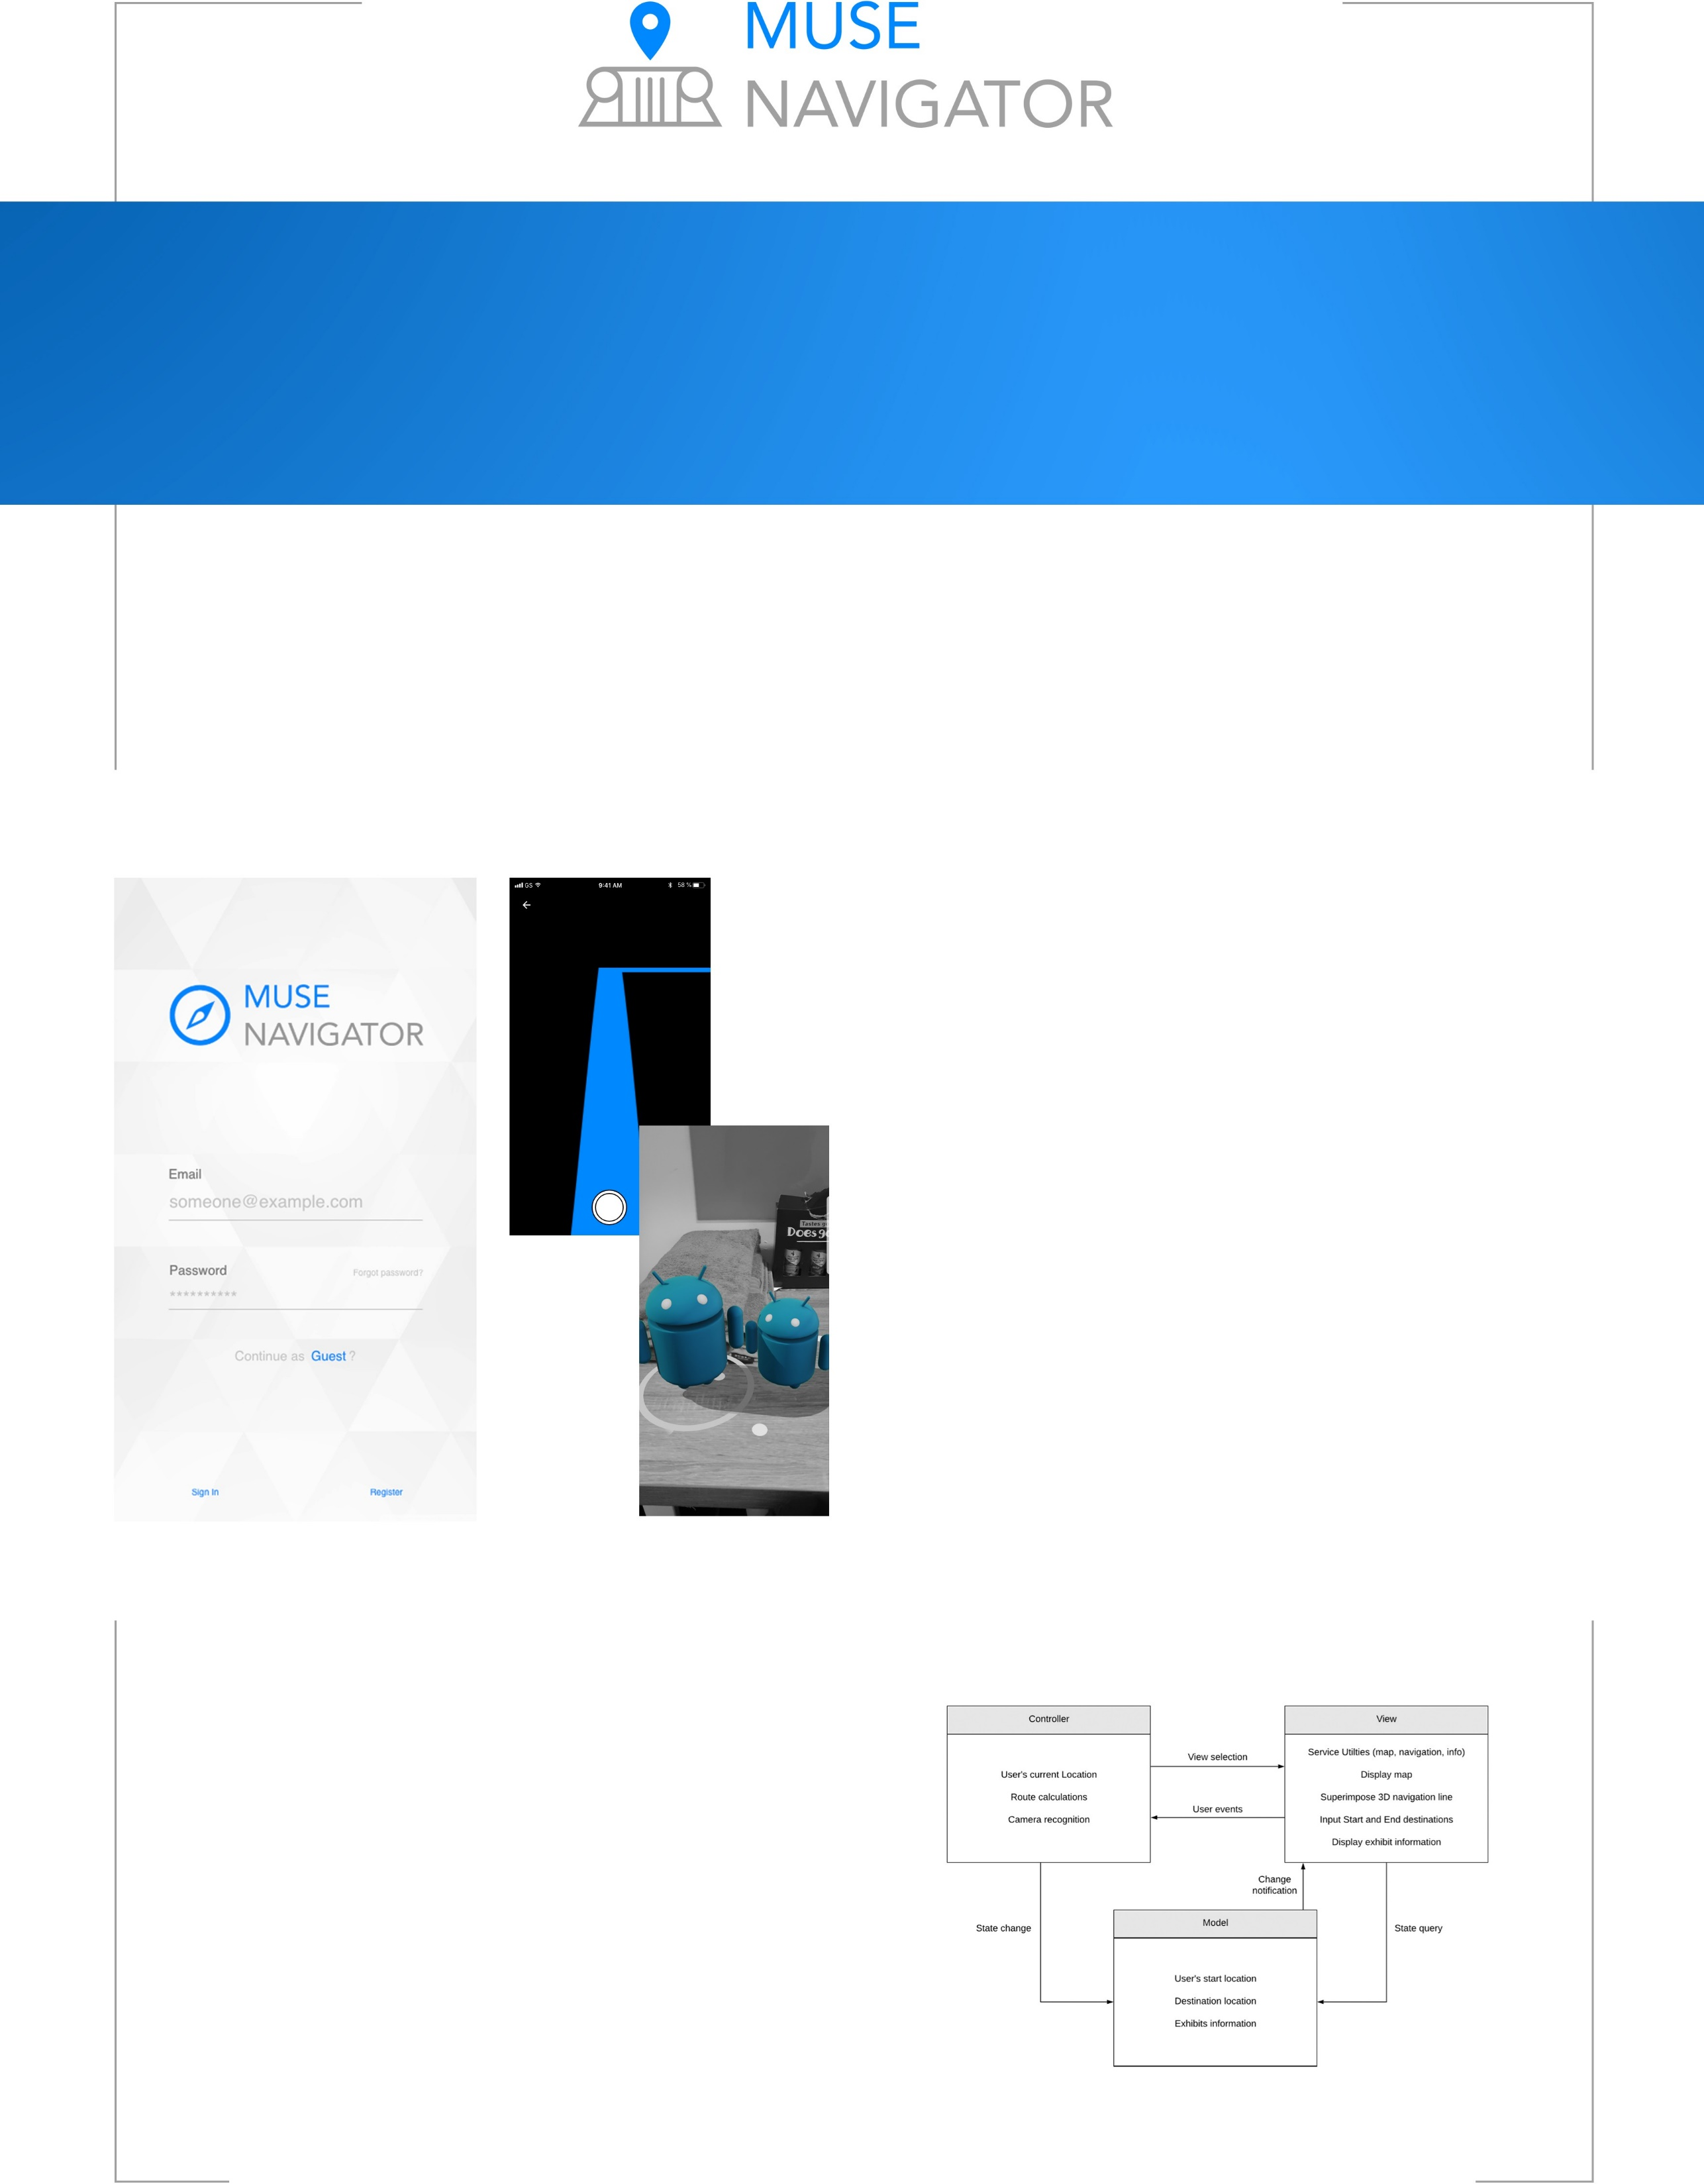 MUSE
NAVIGATOR
GS
9:41 AM
58 %
MUSE
NAVIGATOR
Email
someone@example.com
Password
Forgot password?
**********
Continue as Guest ?
Sign In
Register
Controller
User's current Location
Route calculations
Camera recognition
View selection
User events
View
Service Utilties (map, navigation, info)
Display map
Superimpose 3D navigation line
Input Start and End destinations
Display exhibit information
Change
notification
State change
State query
Model
User's start location
Destination location
Exhibits information